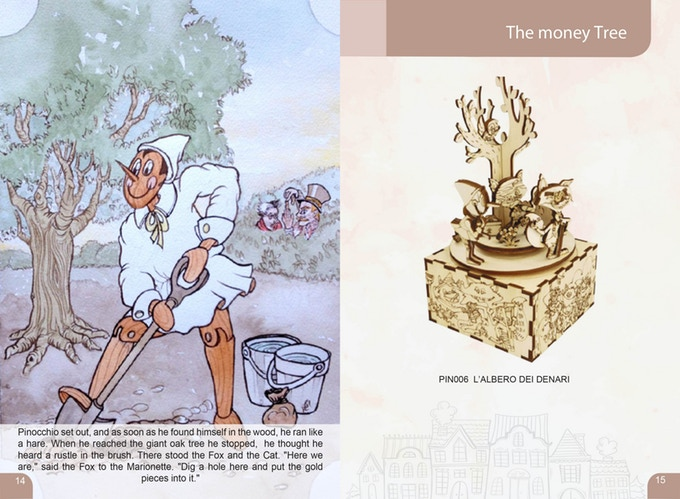 Pinocchio set out, and as soon as he found himself in the wood, he ran like
a hare. When he reached the giant oak tree he stopped,  he thought he
heard a rustle in the brush. There stood the Fox and the Cat. "Here we
are," said the Fox to the Marionette. "Dig a hole here and put the gold
pieces into it."
14
The money Tree
PIN006  L'ALBERO DEI DENARI
15